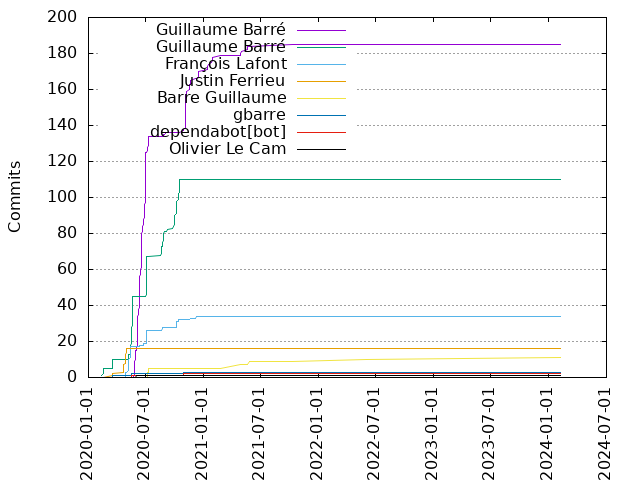 200
180
160
140
120
100
80
60
40
20
0
Commits
Guillaume Barré
Guillaume Barré
François Lafont
Justin Ferrieu
Barre Guillaume
gbarre
dependabot[bot]
Olivier Le Cam
2020-01-01
2020-07-01
2021-01-01
2021-07-01
2022-01-01
2022-07-01
2023-01-01
2023-07-01
2024-01-01
2024-07-01